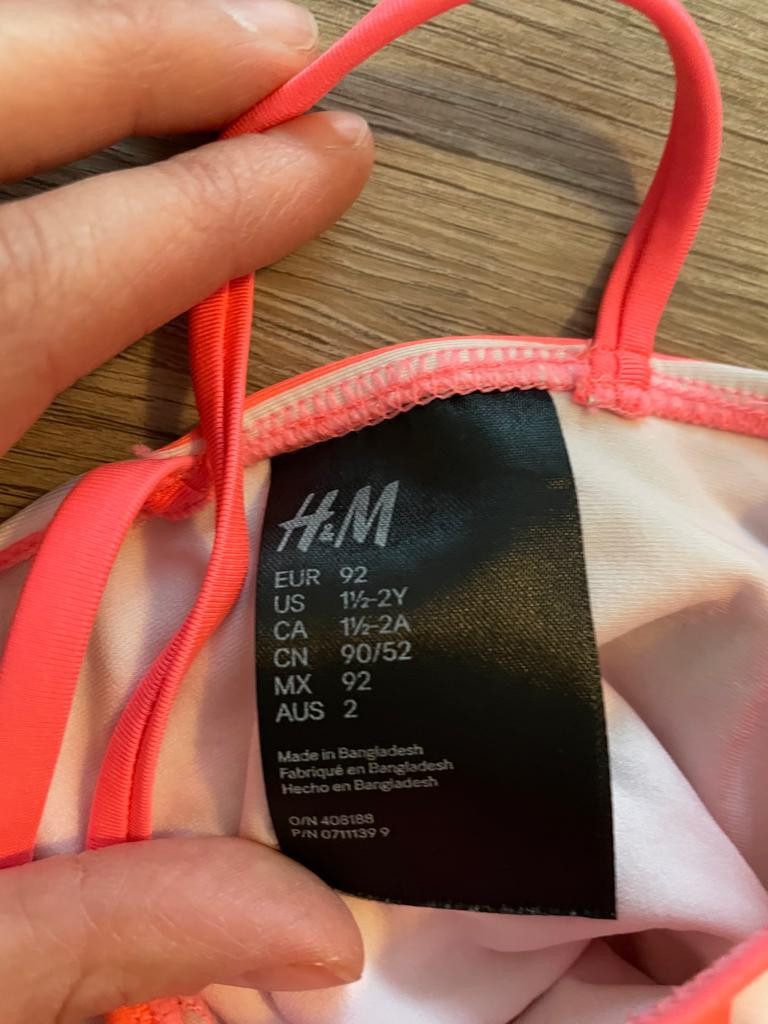 H&M
EUR 92
US 1½-2Y
CA 1½-2A
CN 90/52
MX 92
AUS 2
Made in Bangladesh
Fabriqué en Bangladesh
Hecho en Bangladesh
O/N 408188
P/N 0711139 9